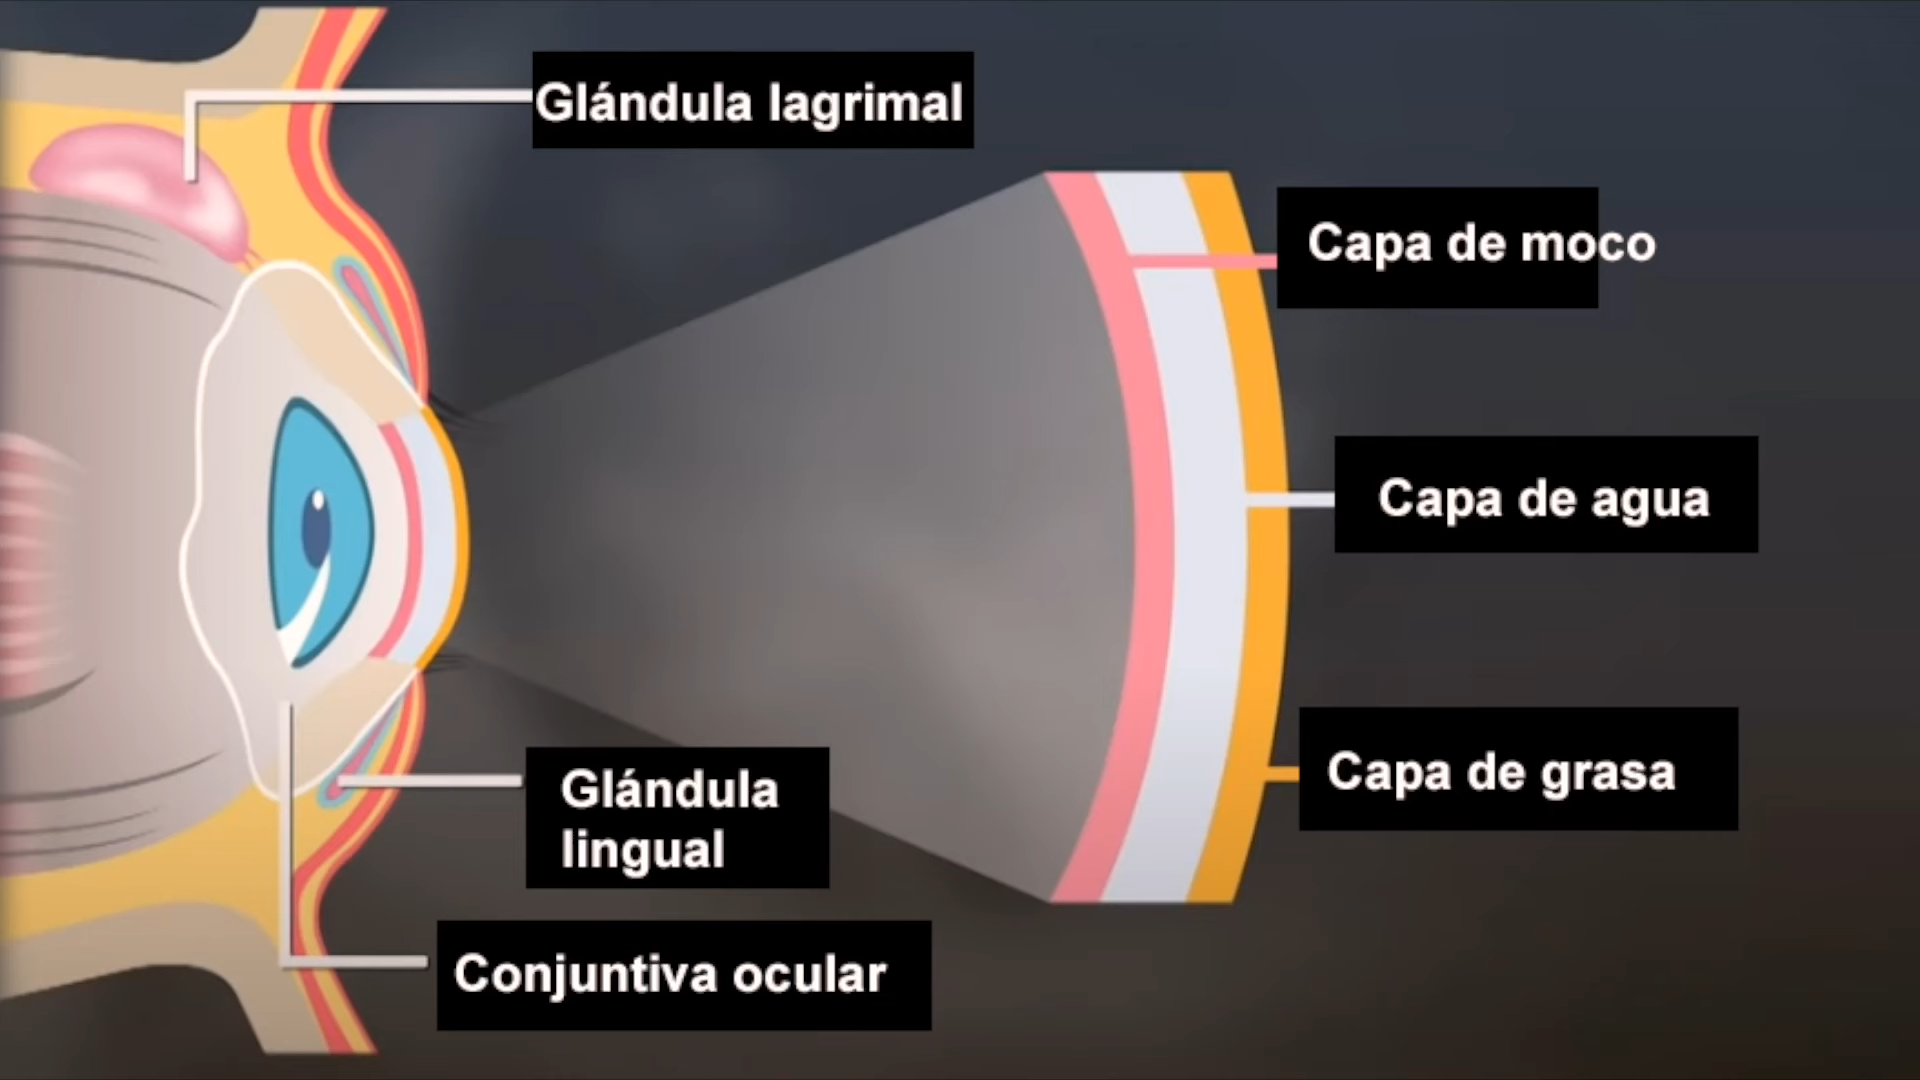 Glándula lagrimal
Capa de moco
Capa de agua
Capa de grasa
Glándula
lingual
Conjuntiva ocular